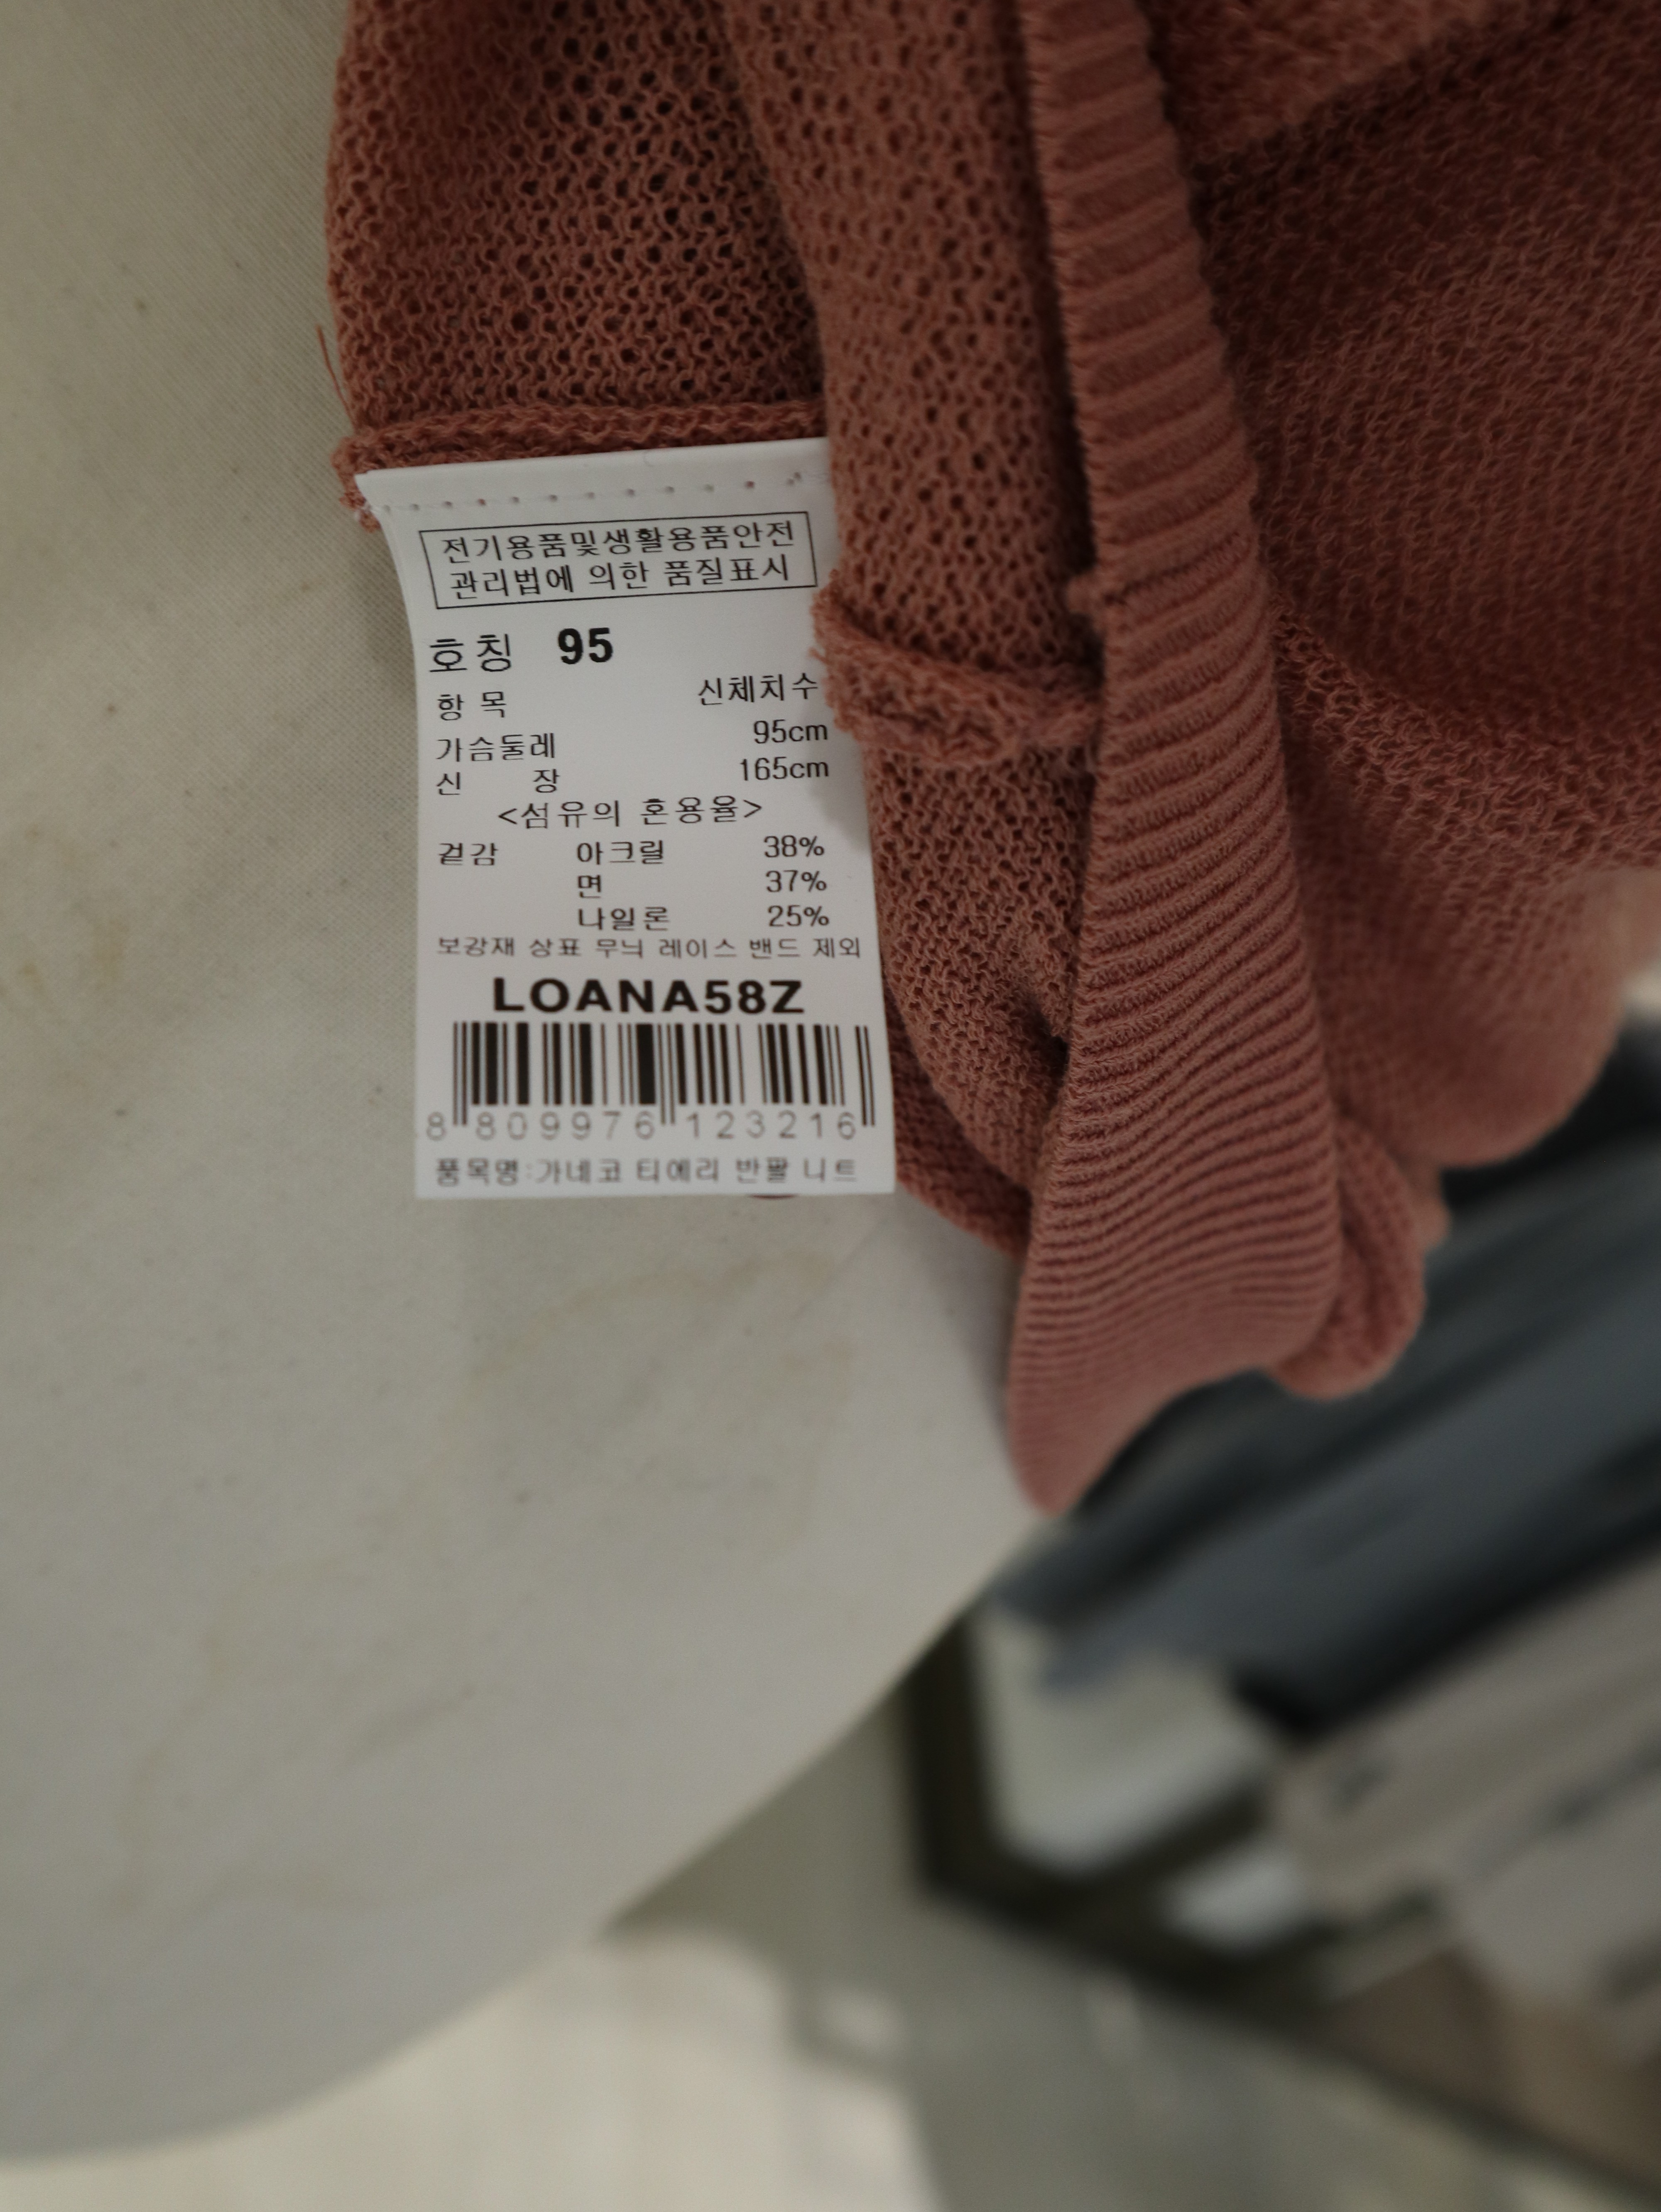 전기용품및생활용품안전
관리법에 의한 품질표시
호칭 95
항 목 신체치수
가슴둘레 95cm
신 장 165cm
<섬유의 혼용율>
겉감 아크릴 38%
면 37%
나일론 25%
보강재 상표 무늬 레이스 밴드 제외
LOANA58Z
8 809976 123216
품목명:가네코 티에리 반팔 니트